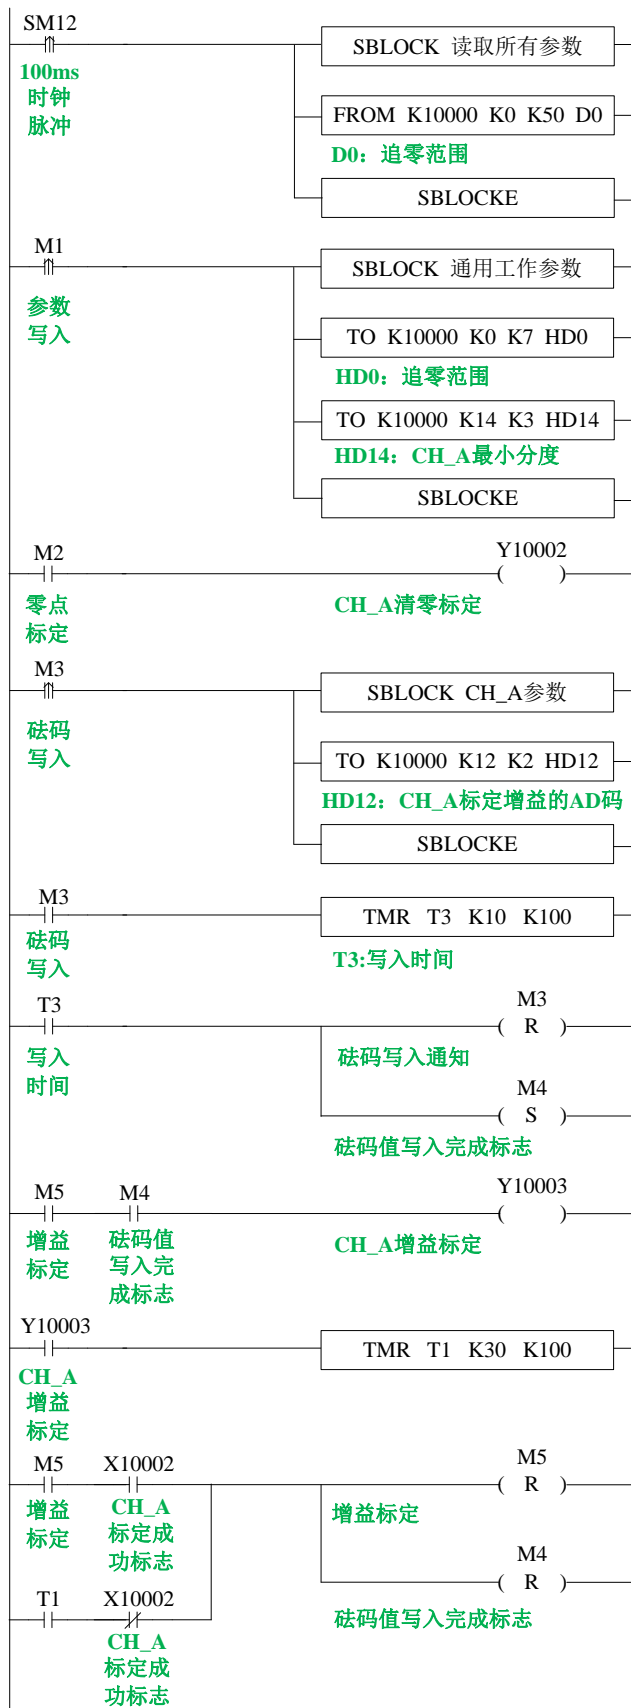 SM12
100ms
时钟
脉冲
SBLOCK 读取所有参数
FROM K10000 K0 K50 D0
D0：追零范围
SBLOCKE
M1
参数
写入
SBLOCK 通用工作参数
TO K10000 K0 K7 HD0
HD0：追零范围
TO K10000 K14 K3 HD14
HD14：CH_A最小分度
SBLOCKE
M2
零点
标定
Y10002
( )
CH_A清零标定
M3
砝码
写入
SBLOCK CH_A参数
TO K10000 K12 K2 HD12
HD12：CH_A标定增益的AD码
SBLOCKE
M3
砝码
写入
TMR T3 K10 K100
T3:写入时间
T3
写入
时间
M3
( R )
砝码写入通知
M4
( S )
砝码值写入完成标志
M5
增益
标定
M4
砝码值
写入完
成标志
Y10003
( )
CH_A增益标定
Y10003
CH_A
增益
标定
TMR T1 K30 K100
M5
增益
标定
X10002
CH_A
标定成
功标志
M5
( R )
增益标定
M4
( R )
砝码值写入完成标志
T1
X10002
CH_A
标定成
功标志